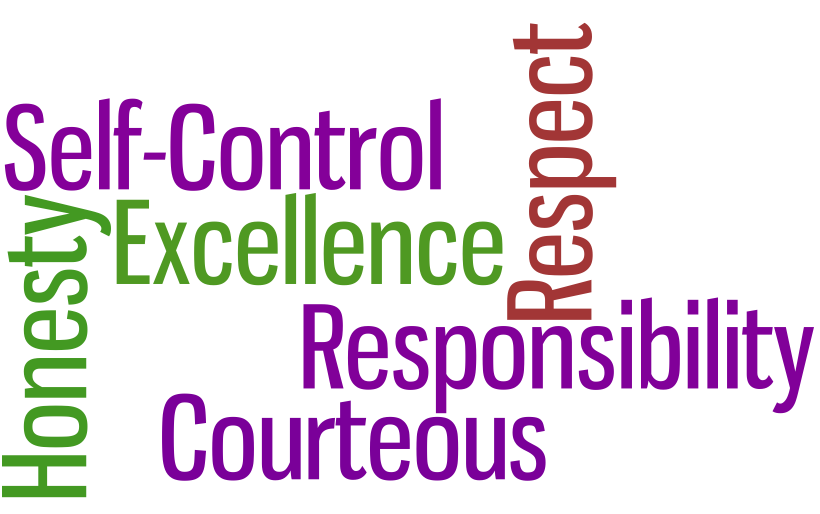 Respect
Self-Control
Honesty
Excellence
Responsibility
Courteous